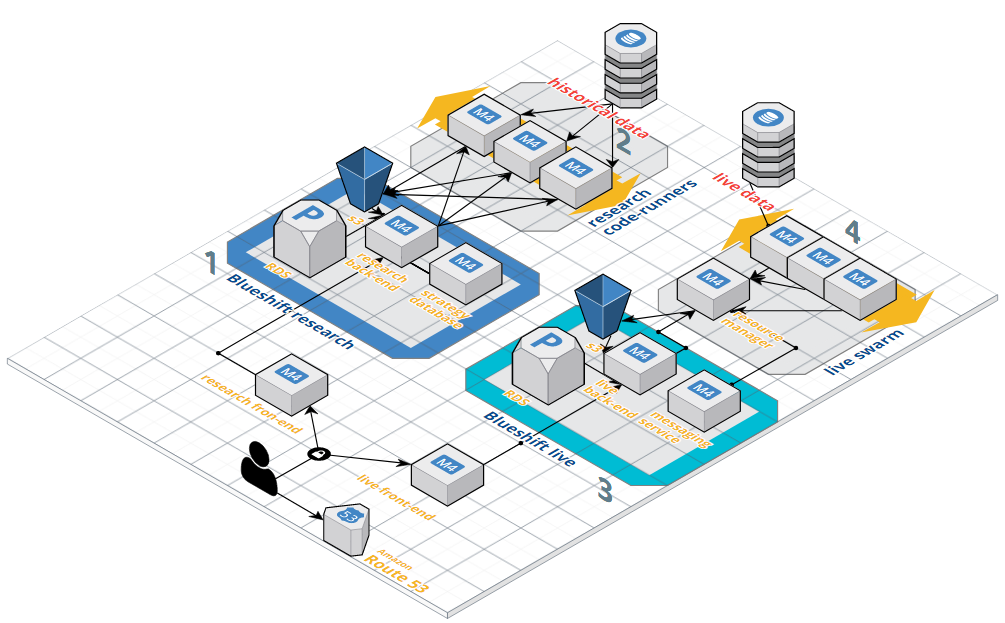 historical-data
2
M4
M4
M4
research
code-runners
live data
4
M4
M4
M4
M4
resource
manager
live swarm
P
RDS
s3
M4
research
back-end
M4
strategy
database
1
Blueshift research
P
RDS
s3
M4
live
back-end
M4
messaging
service
Blueshift live
3
M4
research fron-end
M4
live-front-end
53
Amazon
Route 53